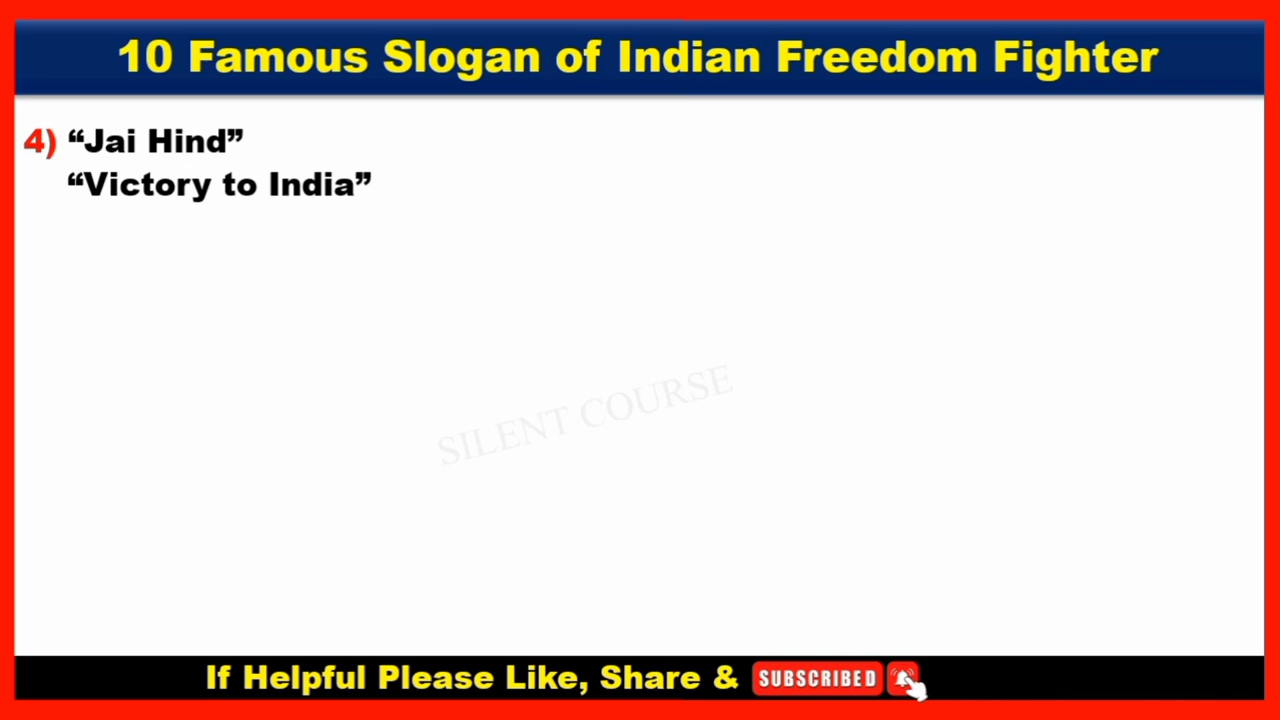 10 Famous Slogan of Indian Freedom Fighter
4) “Jai Hind”
“Victory to India”
SILENT COURSE
If Helpful Please Like, Share & SUBSCRIBED